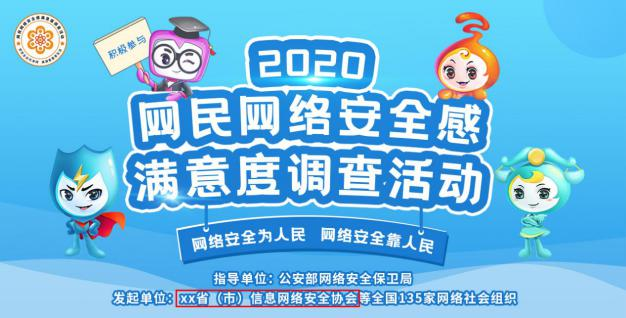 积极参与
2020
网民网络安全感
满意度调查活动
网络安全为人民 网络安全靠人民
指导单位：公安部网络安全保卫局
发起单位：xx省（市）信息网络安全协会等全国135家网络社会组织